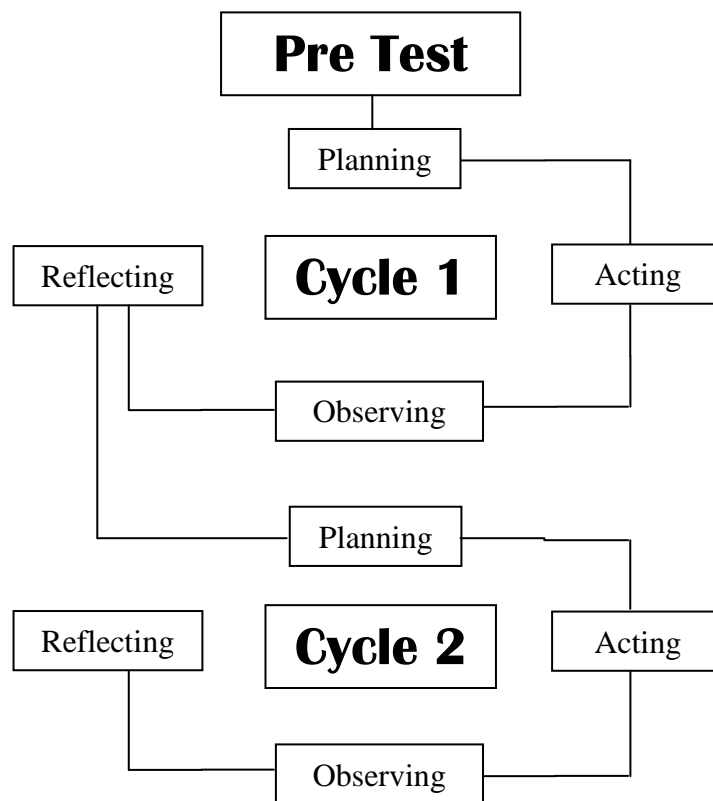 Pre Test
Planning
Reflecting
Cycle 1
Acting
Observing
Planning
Reflecting
Cycle 2
Acting
Observing